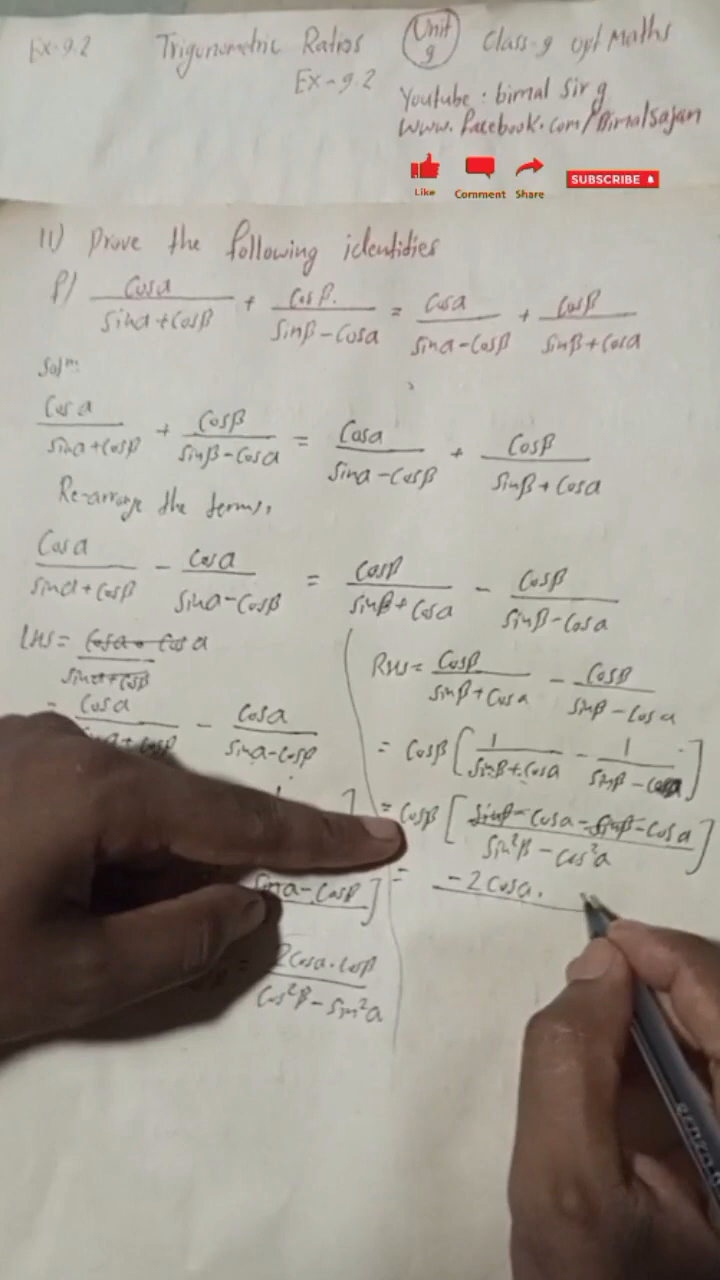 Ex-9.2 Trigonometric Ratios Unit 9 Class-9 Opt Maths
Ex-9.2
Youtube : bimal Sir g
www.facebook.com/Bimalsajan
Like Comment Share SUBSCRIBE
11) Prove the following identities
P) Cosα/(sinα+Cosβ) + Cosβ/(sinβ-Cosα) = Cosα/(sinα-Cosβ) + Cosβ/(sinβ+Cosα)
Solⁿ:
Cosα/(sinα+Cosβ) + Cosβ/(sinβ-Cosα) = Cosα/(sinα-Cosβ) + Cosβ/(sinβ+Cosα)
Re-arrange the terms,
Cosα/(sinα+Cosβ) - Cosα/(sinα-Cosβ) = Cosβ/(sinβ+Cosα) - Cosβ/(sinβ-Cosα)
LHS =
= Cosα/(sinα+Cosβ) - Cosα/(sinα-Cosβ)
sinα-Cosβ]
= 2Cosα.Cosβ/(Cos²β-Sin²α)
RHS = Cosβ/(sinβ+Cosα) - Cosβ/(sinβ-Cosα)
= Cosβ[1/(sinβ+Cosα) - 1/(sinβ-Cosα)]
= Cosβ[(sinβ-Cosα-sinβ-Cosα)/(Sin²β-Cos²α)]
= -2Cosα.